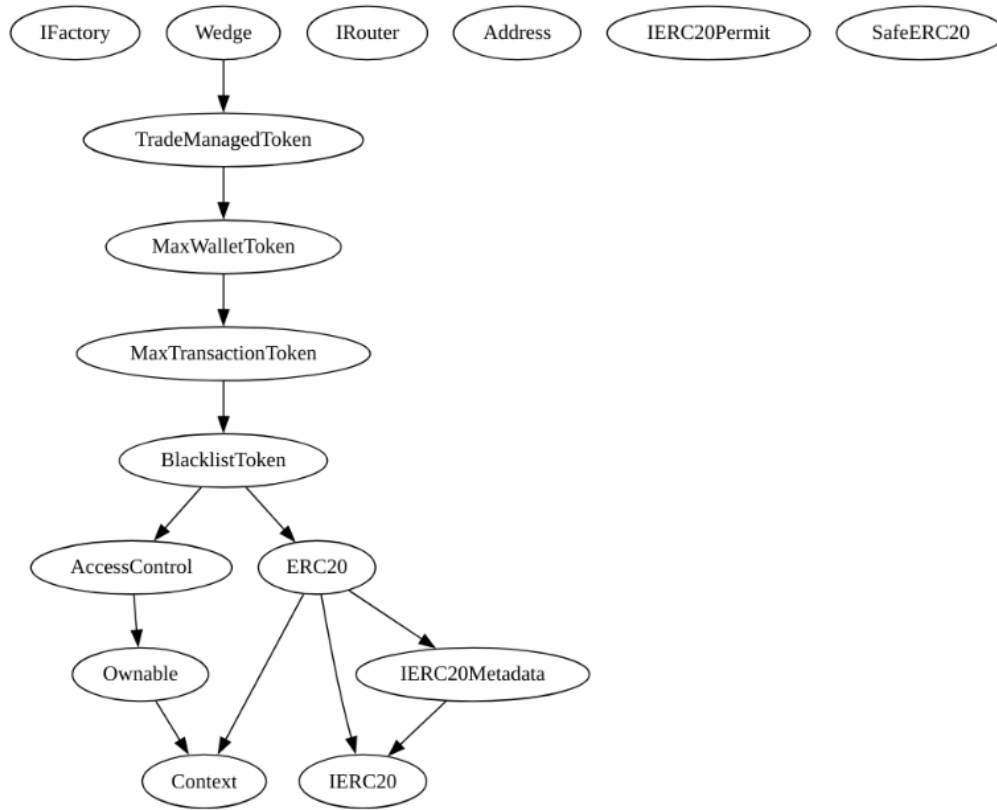 IFactory
Wedge
IRouter
Address
IERC20Permit
SafeERC20
TradeManagedToken
MaxWalletToken
MaxTransactionToken
BlacklistToken
AccessControl
ERC20
Ownable
IERC20Metadata
Context
IERC20